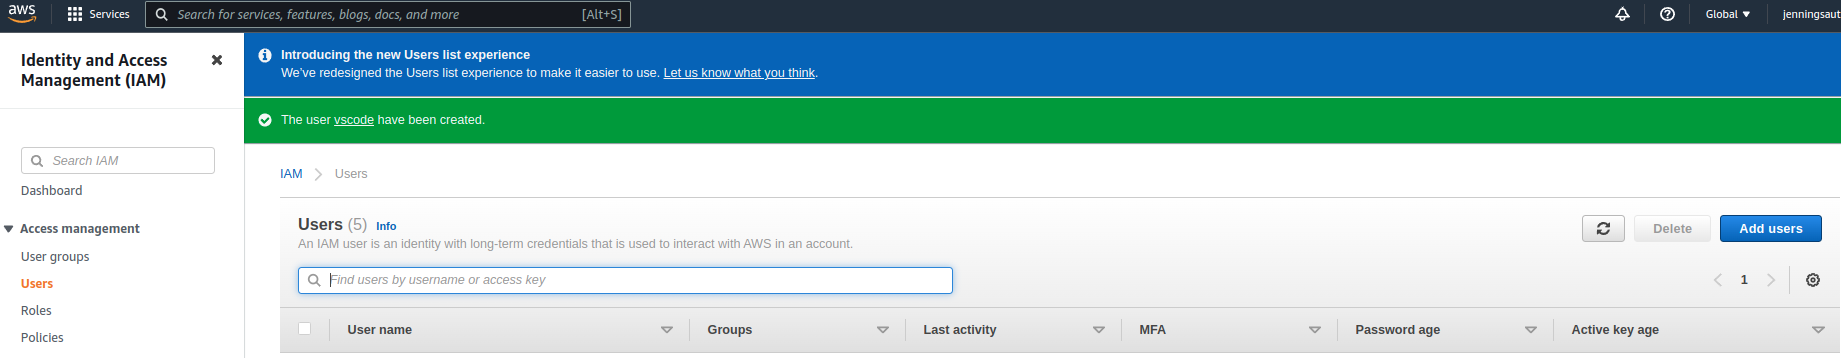 aws
Services
Search for services, features, blogs, docs, and more
[Alt+S]
Global
jenningsaut
Identity and Access
Management (IAM)
Search IAM
Dashboard
Access management
User groups
Users
Roles
Policies
Introducing the new Users list experience
We've redesigned the Users list experience to make it easier to use. Let us know what you think.
The user vscode have been created.
IAM
Users
Users (5) Info
An IAM user is an identity with long-term credentials that is used to interact with AWS in an account.
Delete
Add users
Find users by username or access key
1
User name
Groups
Last activity
MFA
Password age
Active key age